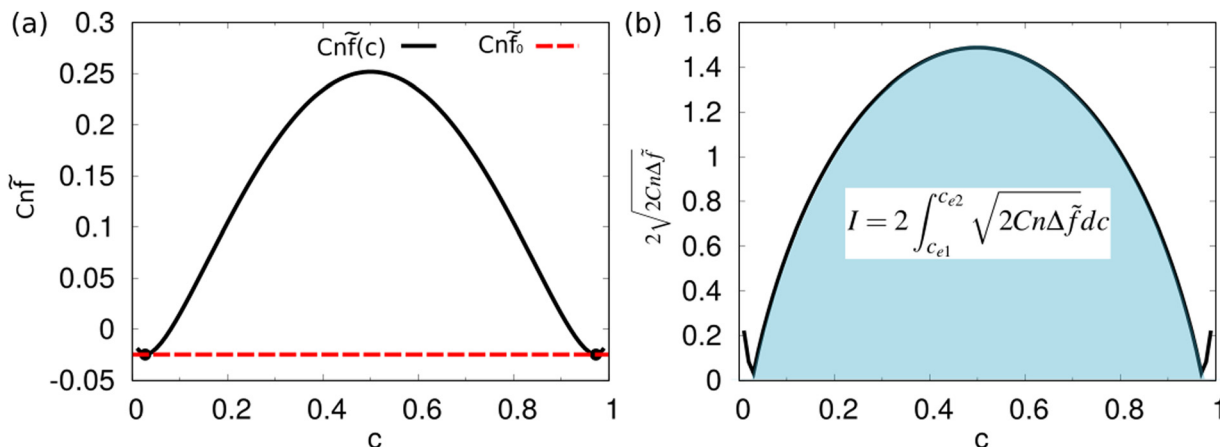 (a)
0.3
0.25
0.2
0.15
0.1
0.05
0
-0.05
Cnf̃
Cnf̃(c)
Cnf̃₀
0 0.2 0.4 0.6 0.8 1
c
(b)
1.6
1.4
1.2
1
0.8
0.6
0.4
0.2
0
2√2CnΔf̃
I = 2 ∫_{c_{e1}}^{c_{e2}} √2CnΔf̃ dc
0 0.2 0.4 0.6 0.8 1
c